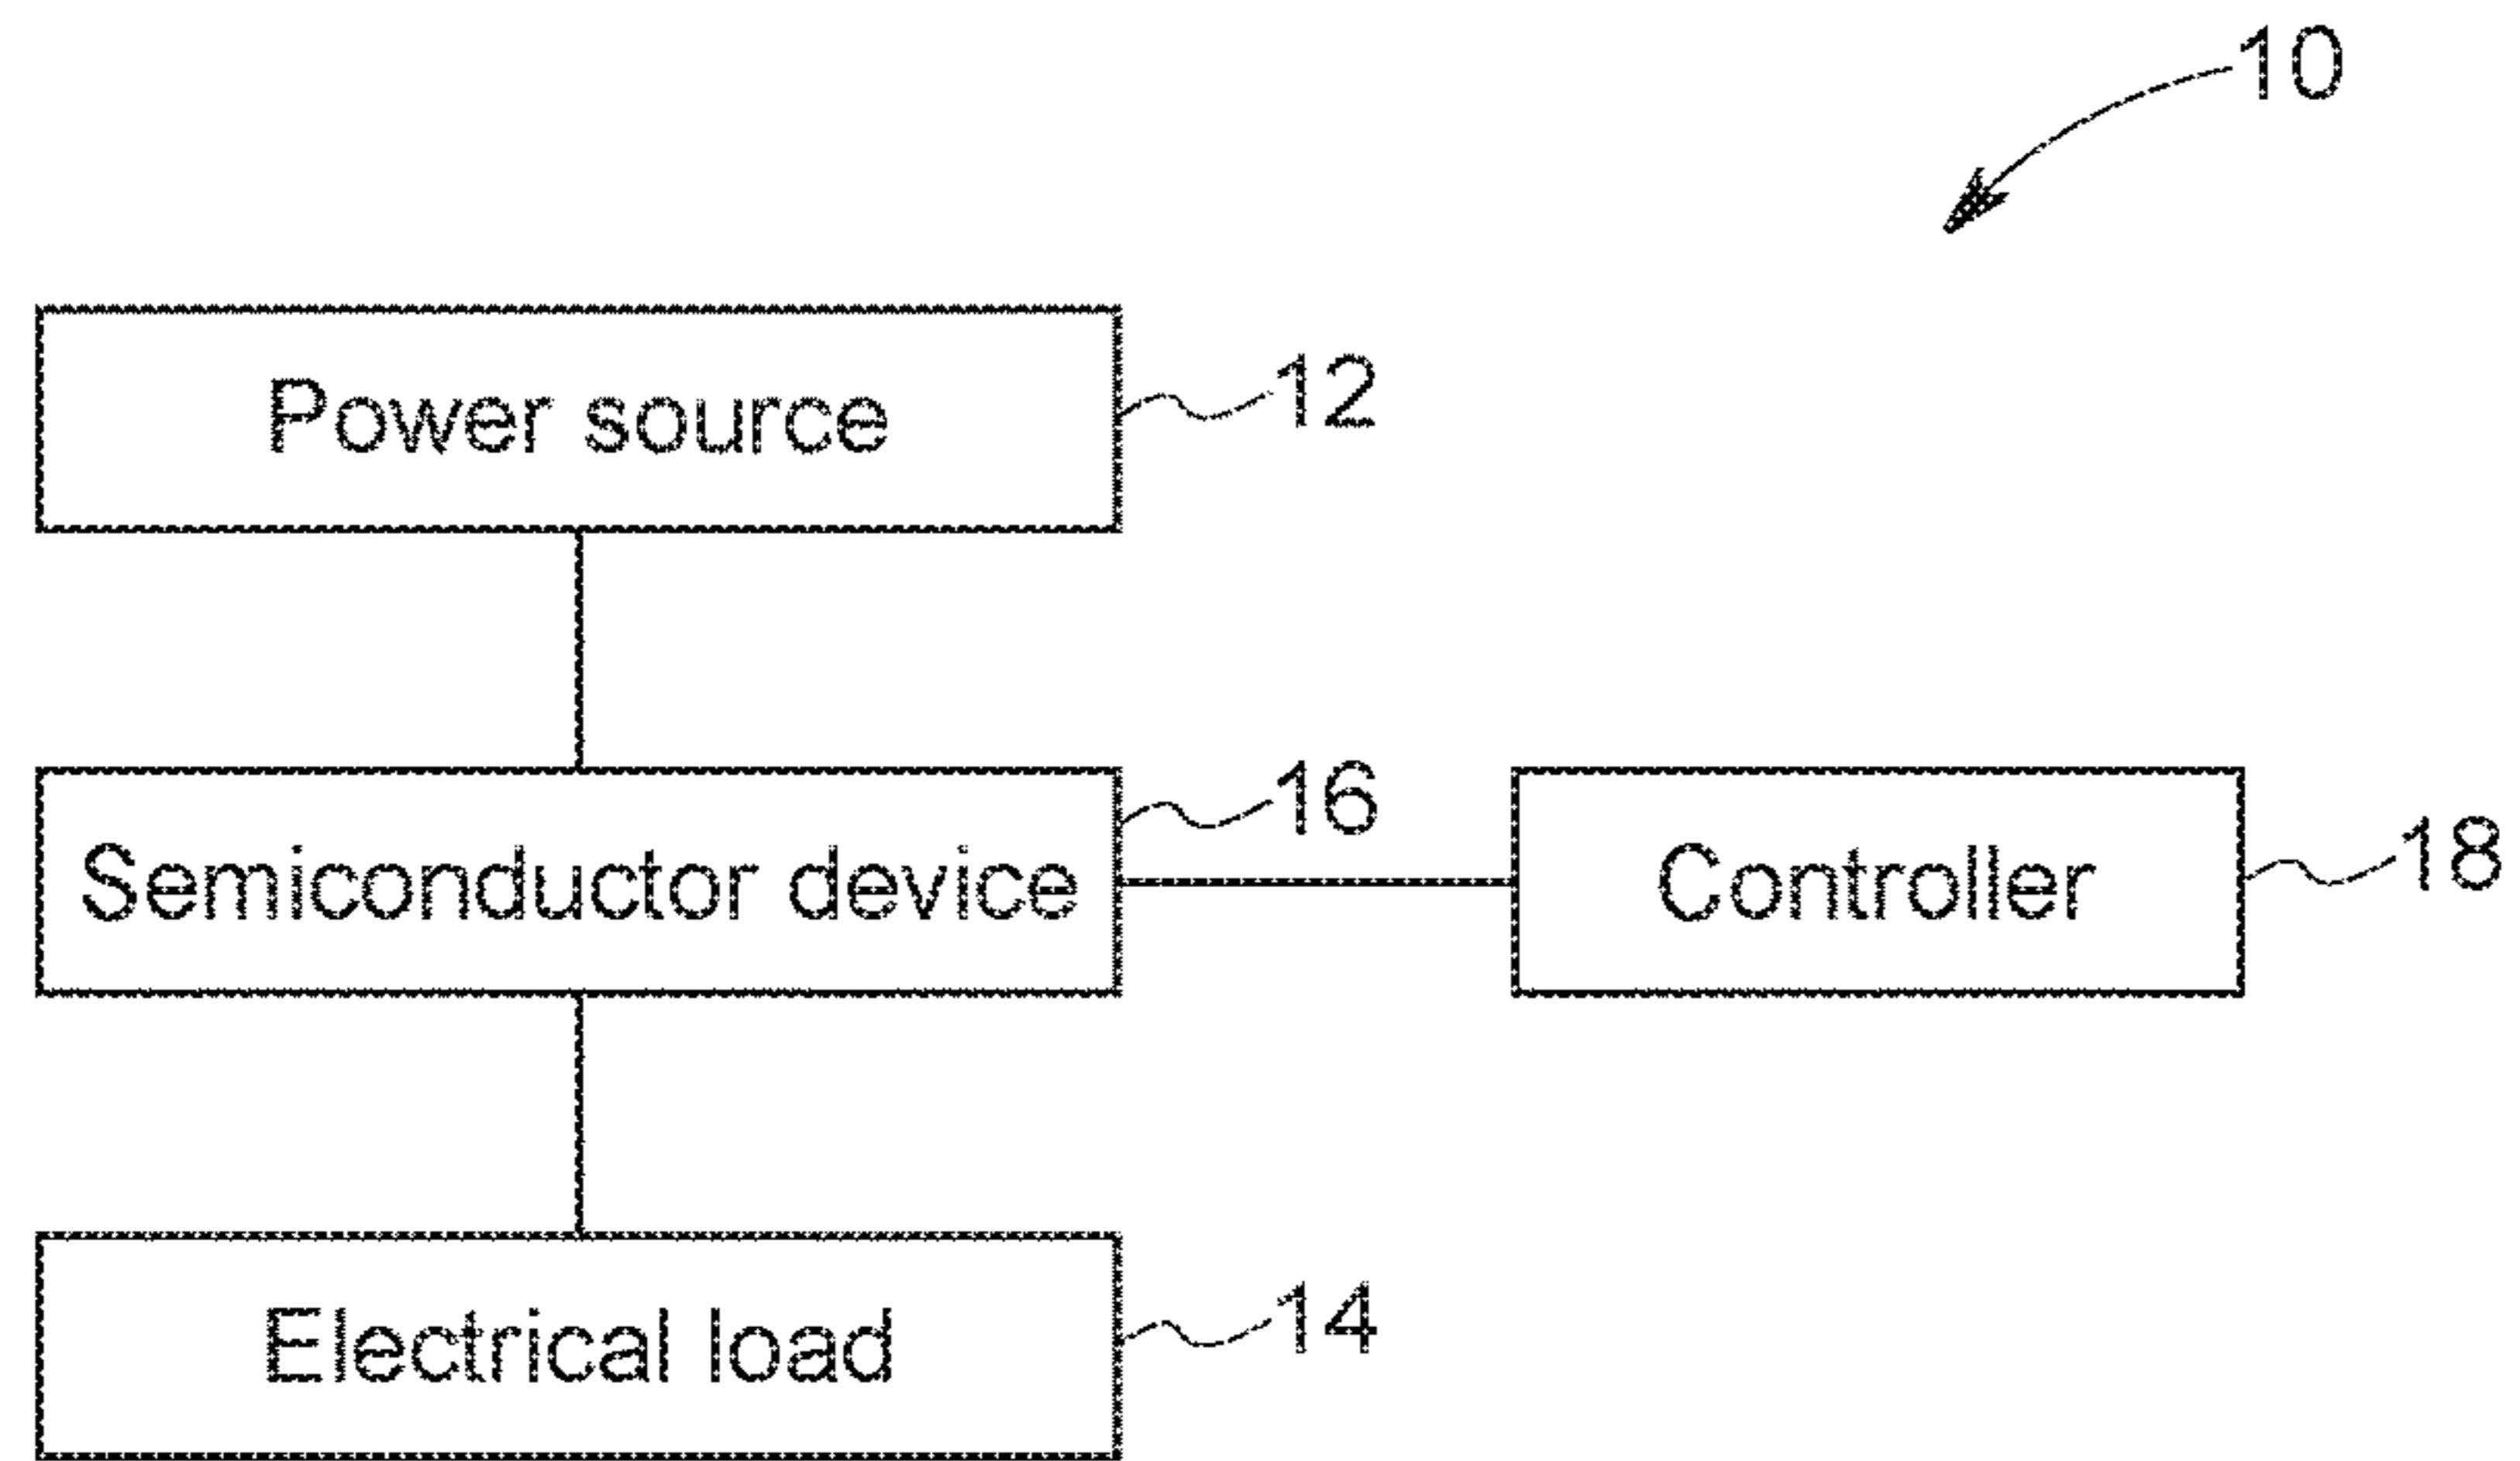 10
Power source
12
Semiconductor device
16
Controller
18
Electrical load
14